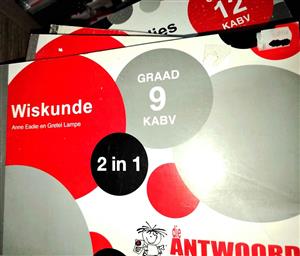 12
KABV
Wiskunde
Anne Eadie en Gretel Lampe
GRAAD
9
KABV
2 in 1
die
ANTWOORD